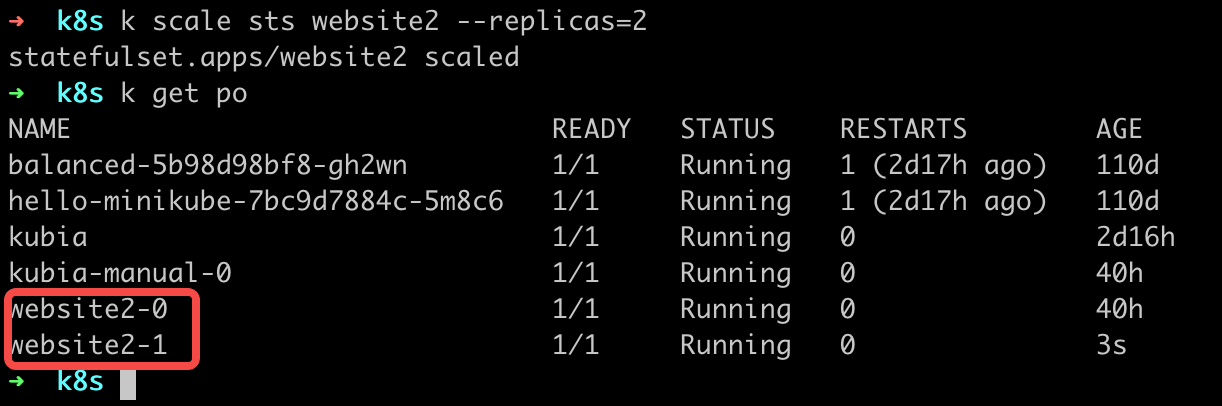 ➜  k8s k scale sts website2 --replicas=2
statefulset.apps/website2 scaled
➜  k8s k get po
NAME                               READY   STATUS    RESTARTS        AGE
balanced-5b98d98bf8-gh2wn          1/1     Running   1 (2d17h ago)   110d
hello-minikube-7bc9d7884c-5m8c6    1/1     Running   1 (2d17h ago)   110d
kubia                              1/1     Running   0               2d16h
kubia-manual-0                     1/1     Running   0               40h
website2-0                         1/1     Running   0               40h
website2-1                         1/1     Running   0               3s
➜  k8s